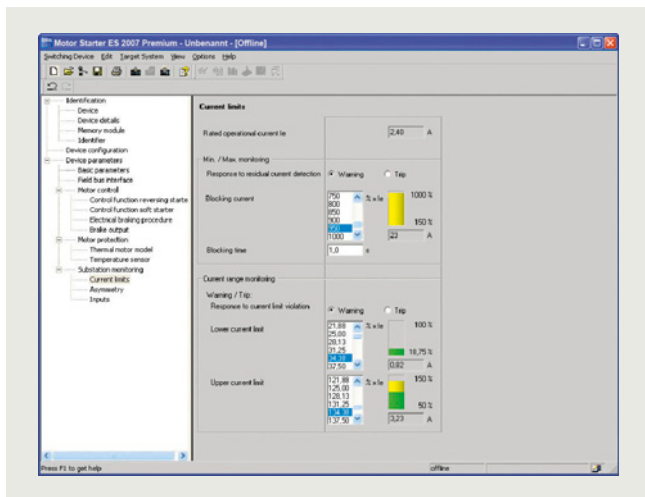 Motor Starter ES 2007 Premium - Unbenannt - [Offline]
Switching Device Edit Target System View Options Help
Identification
Device
Device details
Memory module
Identifier
Device configuration
Device parameters
Basic parameters
Field bus interface
Motor control
Control function reversing starte
Control function soft starter
Electrical braking procedure
Brake output
Motor protection
Thermal motor model
Temperature sensor
Substation monitoring
Current limits
Asymmetry
Inputs
Current limits
Rated operational current Ie 2,40 A
Min. / Max. monitoring
Response to residual current detection Warning Trip
Blocking current
750
800
850
900
950
1000
% x Ie
1000 %
150 %
23 A
Blocking time 1,0 s
Current range monitoring
Warning / Trip:
Response to current limit violation Warning Trip
Lower current limit
21,88
25,00
28,13
31,25
34,38
37,50
% x Ie
100 %
18,75 %
0,82 A
Upper current limit
121,88
125,00
128,13
131,25
134,38
137,50
% x Ie
150 %
50 %
3,23 A
Press F1 to get help
offline